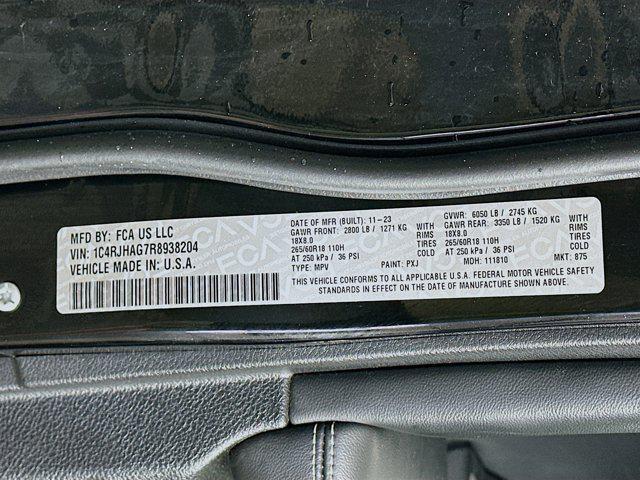 MFD BY: FCA US LLC
VIN: 1C4RJHAG7R8938204
VEHICLE MADE IN U.S.A.
DATE OF MFR (BUILT): 11-23
GAWR FRONT: 2800 LB / 1271 KG WITH
18X8.0 RIMS
265/60R18 110H TIRES
AT 250 kPa / 36 PSI COLD
TYPE: MPV PAINT: PXJ
GVWR: 6050 LB / 2745 KG
GAWR REAR: 3350 LB / 1520 KG WITH
18X8.0 RIMS
265/60R18 110H TIRES
AT 250 kPa / 36 PSI COLD
MDH: 111810 MKT: 875
THIS VEHICLE CONFORMS TO ALL APPLICABLE U.S.A. FEDERAL MOTOR VEHICLE SAFETY,
BUMPER, AND THEFT PREVENTION STANDARDS IN EFFECT ON THE DATE OF MANUFACTURE SHOWN ABOVE.